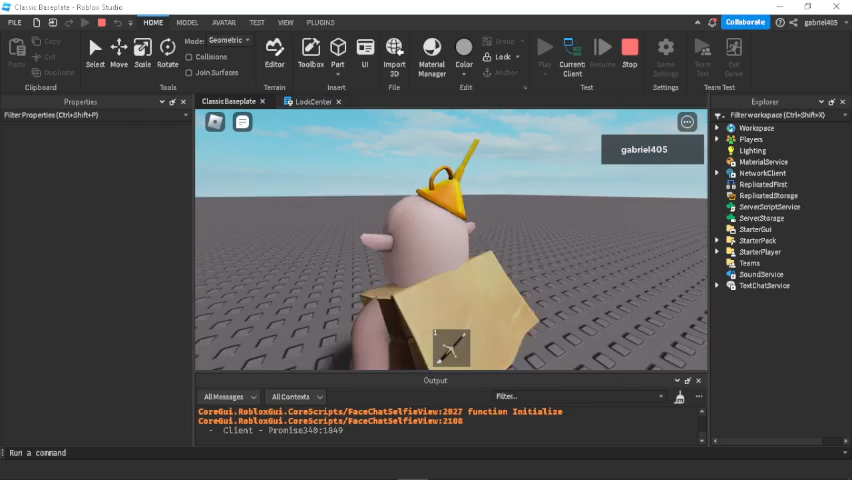 Classic Baseplate - Roblox Studio
FILE HOME MODEL AVATAR TEST VIEW PLUGINS Collaborate gabriel405
Paste Copy Cut Duplicate Select Move Scale Rotate Mode: Geometric Collisions Join Surfaces Editor Toolbox Part UI Import 3D Material Manager Color Group Lock Anchor Play Current: Client Resume Stop Game Settings Team Test Exit Game
Clipboard Tools Terrain Insert File Edit Test Settings Team Test
Properties Classic Baseplate LockCenter Explorer
Filter Properties (Ctrl+Shift+P) Filter workspace (Ctrl+Shift+X)
gabriel405
1
Workspace
Players
Lighting
MaterialService
NetworkClient
ReplicatedFirst
ReplicatedStorage
ServerScriptService
ServerStorage
StarterGui
StarterPack
StarterPlayer
Teams
SoundService
TextChatService
Output
All Messages All Contexts Filter...
CoreGui.RobloxGui.CoreScripts/FaceChatSelfieView:2027 function Initialize
CoreGui.RobloxGui.CoreScripts/FaceChatSelfieView:2108
- Client - Promise340:1849
Run a command